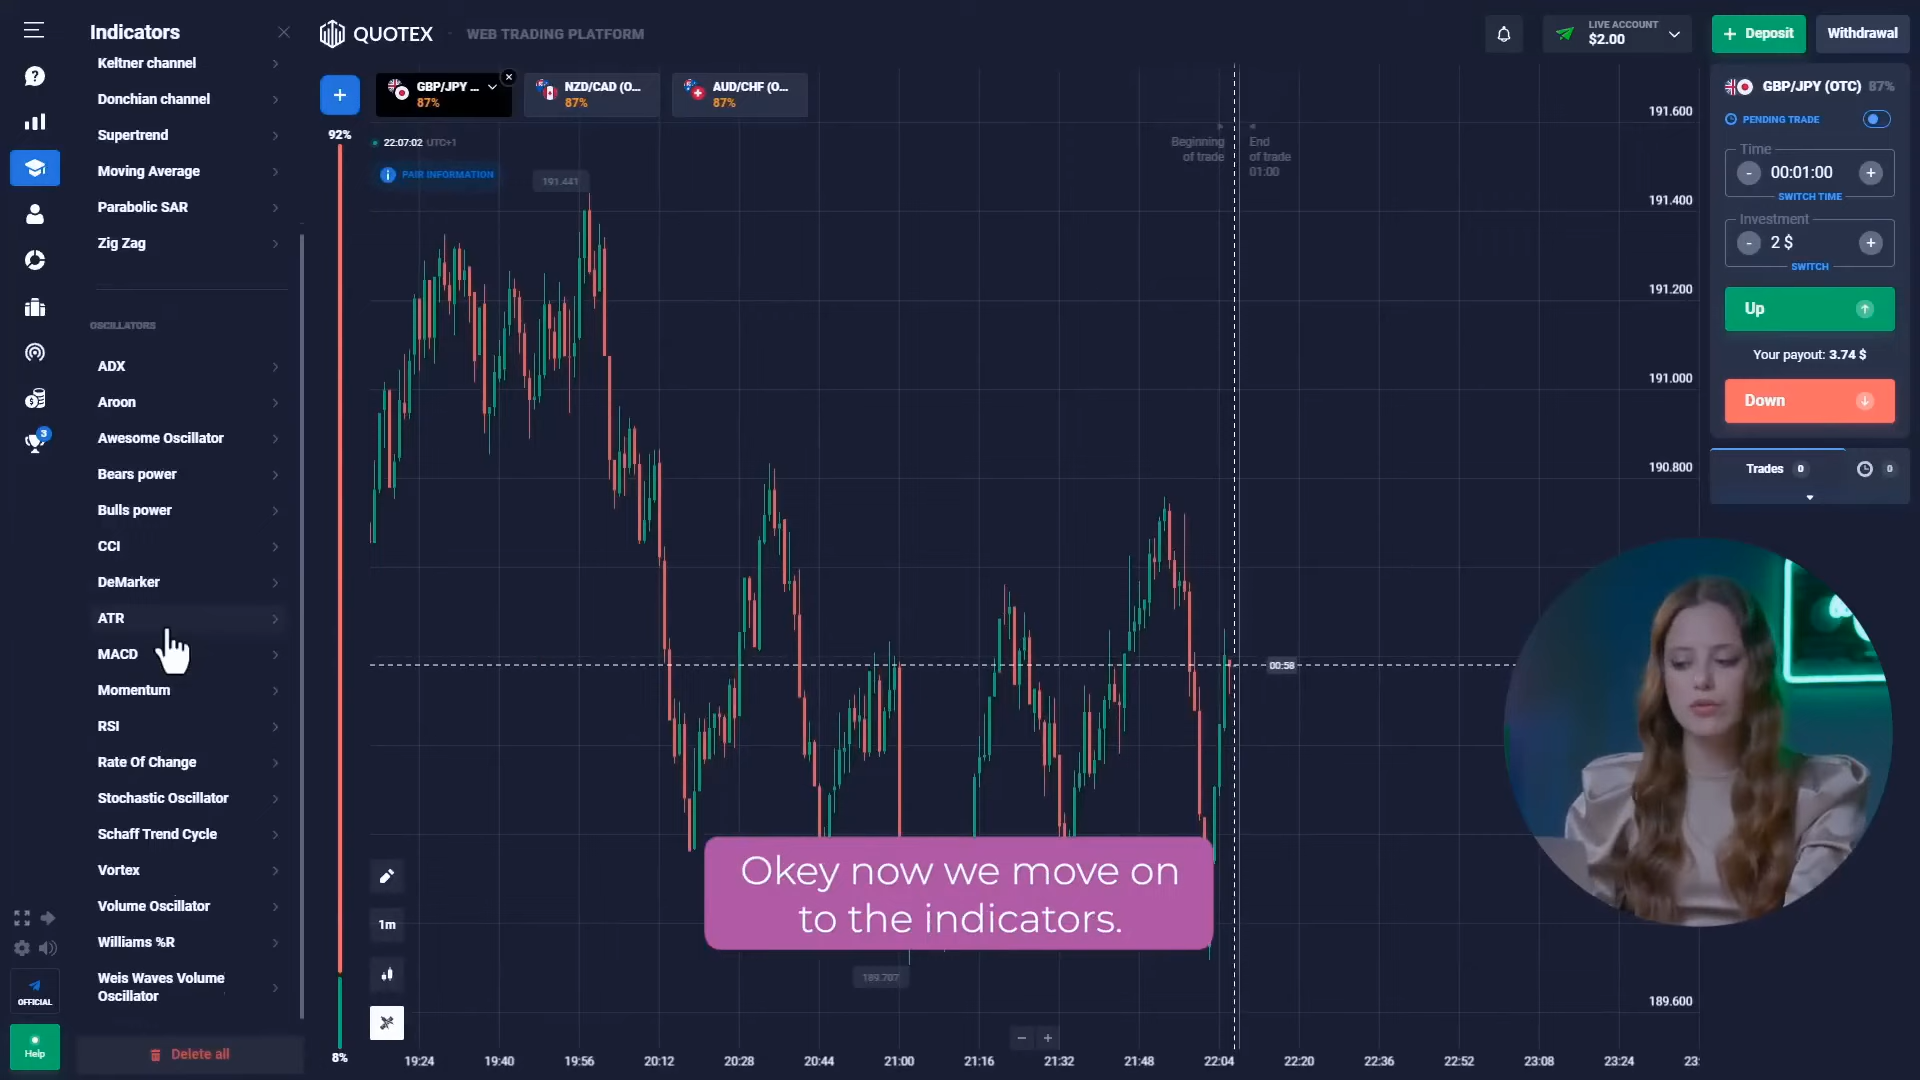 Indicators
Keltner channel
Donchian channel
Supertrend
Moving Average
Parabolic SAR
Zig Zag
OSCILLATORS
ADX
Aroon
Awesome Oscillator
Bears power
Bulls power
CCI
DeMarker
ATR
MACD
Momentum
RSI
Rate Of Change
Stochastic Oscillator
Schaff Trend Cycle
Vortex
Volume Oscillator
Williams %R
Weis Waves Volume
Oscillator
Delete all
3
OFFICIAL
Help
QUOTEX
WEB TRADING PLATFORM
LIVE ACCOUNT
$2.00
Deposit
Withdrawal
GBP/JPY ...
87%
NZD/CAD (O...
87%
AUD/CHF (O...
87%
92%
22:07:02 UTC+1
PAIR INFORMATION
191.441
Beginning
of trade
End
of trade
01:00
191.600
191.400
191.200
191.000
190.800
189.600
00:58
189.707
1m
8%
19:24
19:40
19:56
20:12
20:28
20:44
21:00
21:16
21:32
21:48
22:04
22:20
22:36
22:52
23:08
23:24
23:
GBP/JPY (OTC) 87%
PENDING TRADE
Time
- 00:01:00 +
SWITCH TIME
Investment
- 2 $ +
SWITCH
Up
Your payout: 3.74 $
Down
Trades 0
0
Okey now we move on
to the indicators.